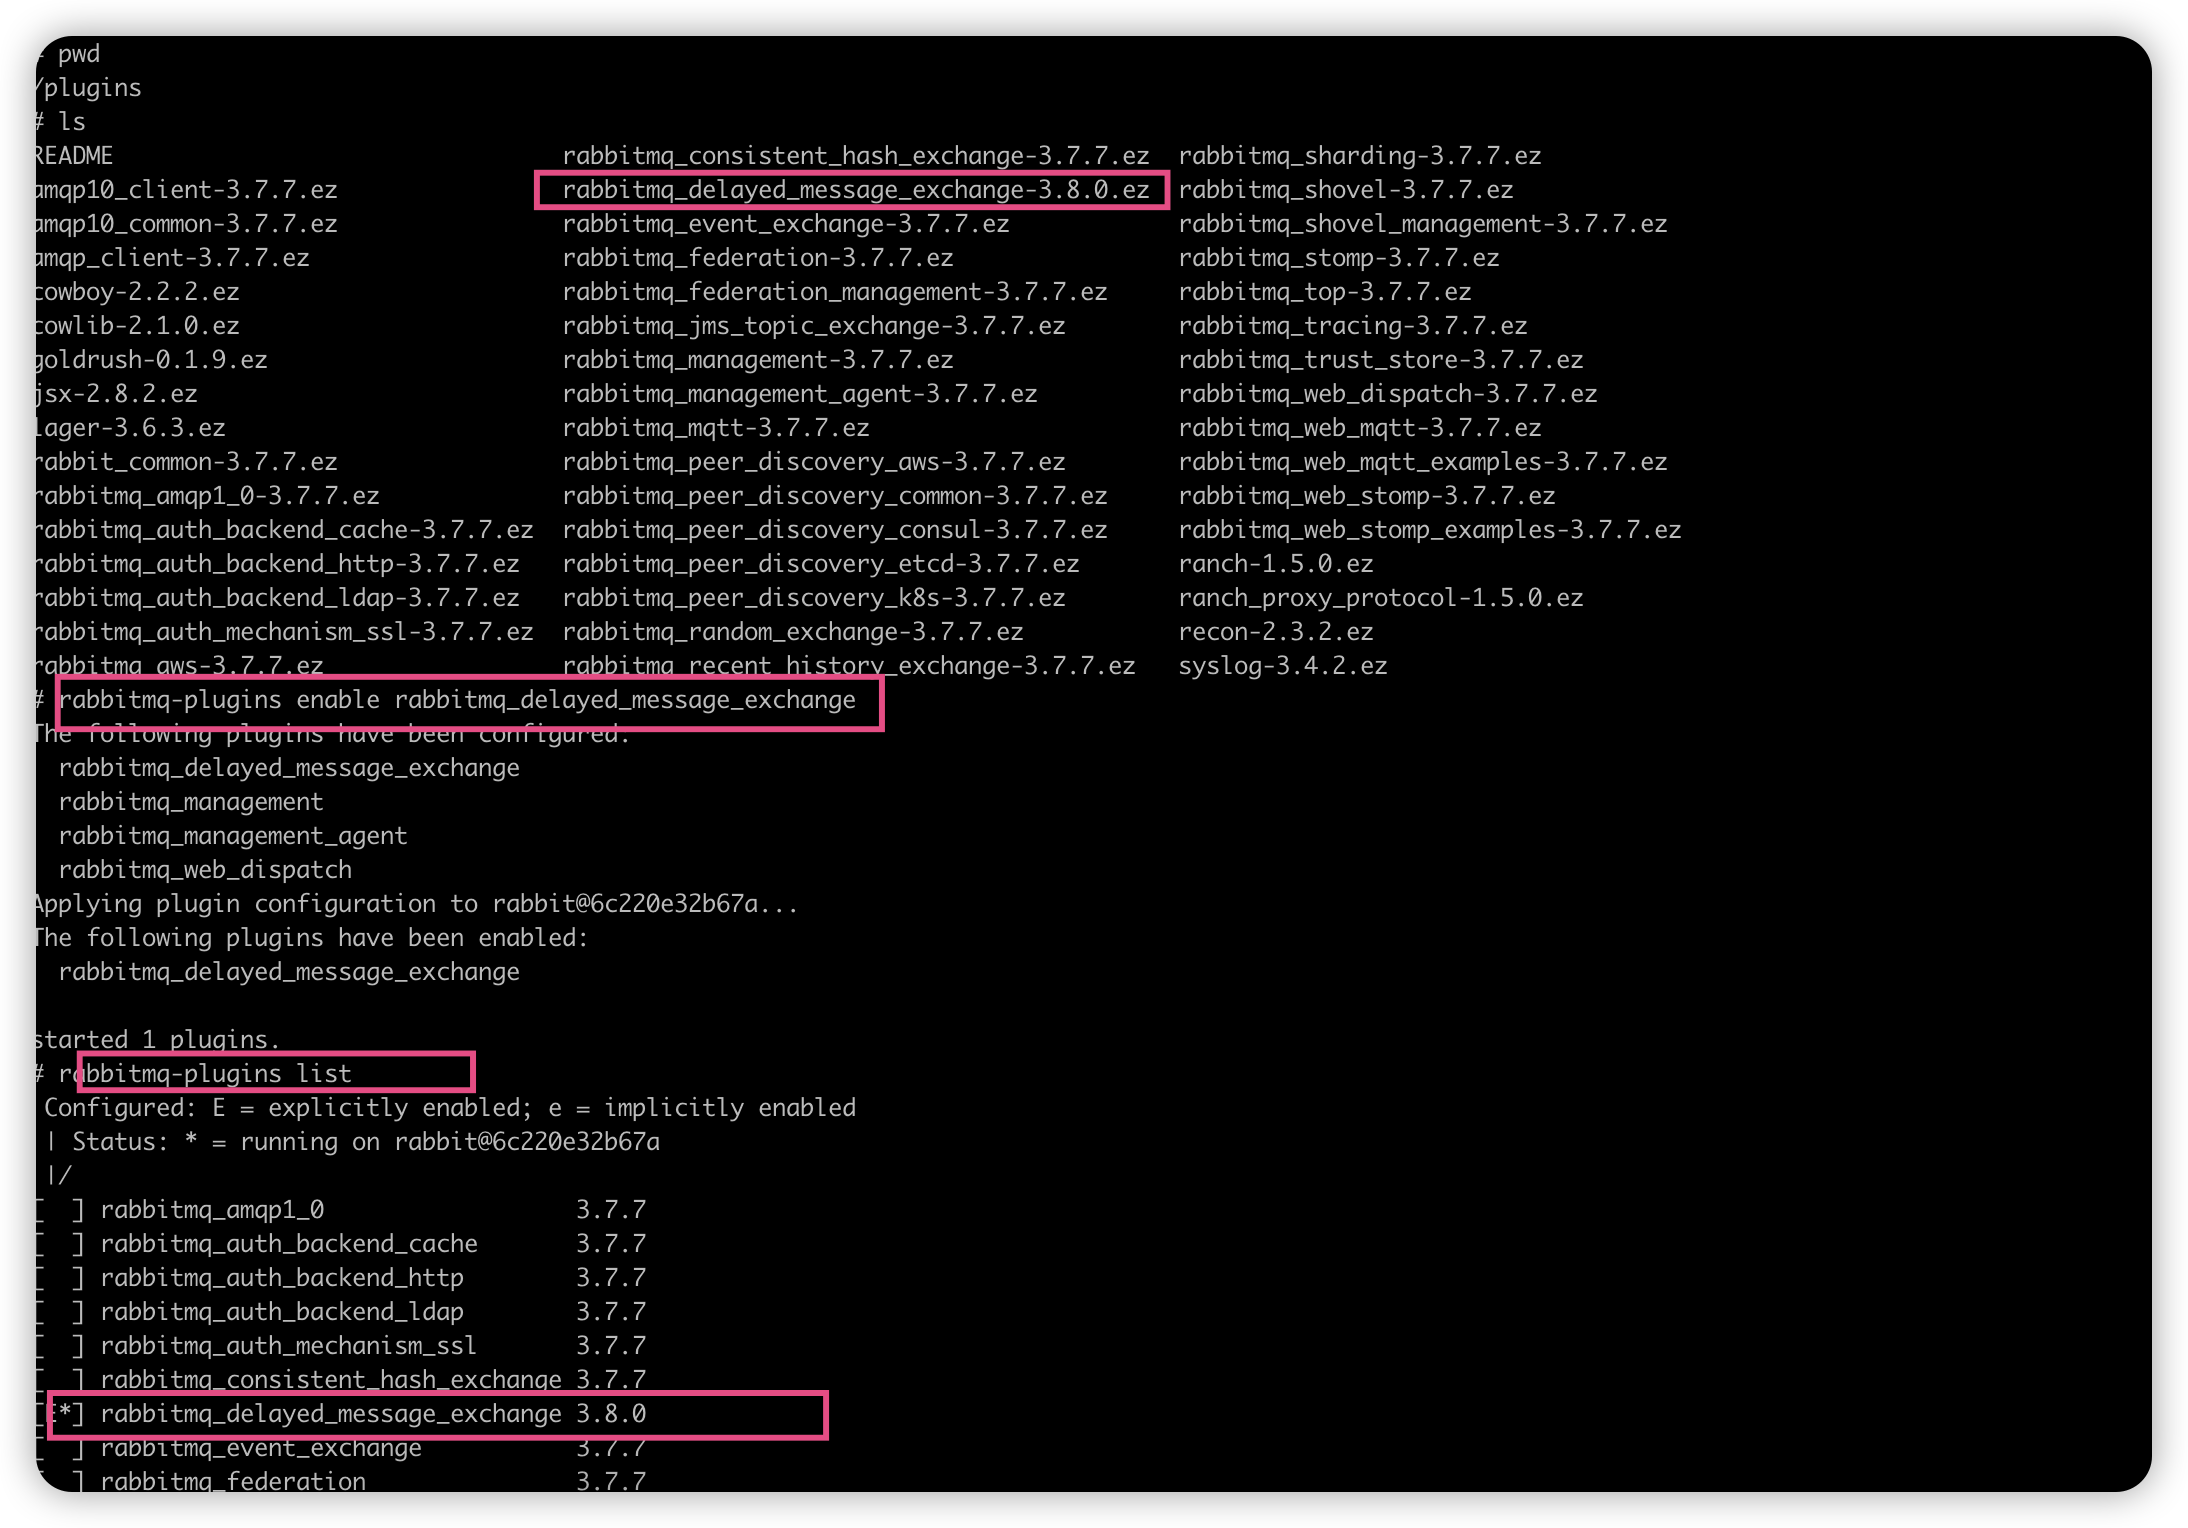 # pwd
/plugins
# ls
README rabbitmq_consistent_hash_exchange-3.7.7.ez rabbitmq_sharding-3.7.7.ez
amqp10_client-3.7.7.ez rabbitmq_delayed_message_exchange-3.8.0.ez rabbitmq_shovel-3.7.7.ez
amqp10_common-3.7.7.ez rabbitmq_event_exchange-3.7.7.ez rabbitmq_shovel_management-3.7.7.ez
amqp_client-3.7.7.ez rabbitmq_federation-3.7.7.ez rabbitmq_stomp-3.7.7.ez
cowboy-2.2.2.ez rabbitmq_federation_management-3.7.7.ez rabbitmq_top-3.7.7.ez
cowlib-2.1.0.ez rabbitmq_jms_topic_exchange-3.7.7.ez rabbitmq_tracing-3.7.7.ez
goldrush-0.1.9.ez rabbitmq_management-3.7.7.ez rabbitmq_trust_store-3.7.7.ez
jsx-2.8.2.ez rabbitmq_management_agent-3.7.7.ez rabbitmq_web_dispatch-3.7.7.ez
lager-3.6.3.ez rabbitmq_mqtt-3.7.7.ez rabbitmq_web_mqtt-3.7.7.ez
rabbit_common-3.7.7.ez rabbitmq_peer_discovery_aws-3.7.7.ez rabbitmq_web_mqtt_examples-3.7.7.ez
rabbitmq_amqp1_0-3.7.7.ez rabbitmq_peer_discovery_common-3.7.7.ez rabbitmq_web_stomp-3.7.7.ez
rabbitmq_auth_backend_cache-3.7.7.ez rabbitmq_peer_discovery_consul-3.7.7.ez rabbitmq_web_stomp_examples-3.7.7.ez
rabbitmq_auth_backend_http-3.7.7.ez rabbitmq_peer_discovery_etcd-3.7.7.ez ranch-1.5.0.ez
rabbitmq_auth_backend_ldap-3.7.7.ez rabbitmq_peer_discovery_k8s-3.7.7.ez ranch_proxy_protocol-1.5.0.ez
rabbitmq_auth_mechanism_ssl-3.7.7.ez rabbitmq_random_exchange-3.7.7.ez recon-2.3.2.ez
rabbitmq_aws-3.7.7.ez rabbitmq_recent_history_exchange-3.7.7.ez syslog-3.4.2.ez
# rabbitmq-plugins enable rabbitmq_delayed_message_exchange
The following plugins have been configured:
rabbitmq_delayed_message_exchange
rabbitmq_management
rabbitmq_management_agent
rabbitmq_web_dispatch
Applying plugin configuration to rabbit@6c220e32b67a...
The following plugins have been enabled:
rabbitmq_delayed_message_exchange
started 1 plugins.
# rabbitmq-plugins list
Configured: E = explicitly enabled; e = implicitly enabled
| Status: * = running on rabbit@6c220e32b67a
|/
[ ] rabbitmq_amqp1_0 3.7.7
[ ] rabbitmq_auth_backend_cache 3.7.7
[ ] rabbitmq_auth_backend_http 3.7.7
[ ] rabbitmq_auth_backend_ldap 3.7.7
[ ] rabbitmq_auth_mechanism_ssl 3.7.7
[ ] rabbitmq_consistent_hash_exchange 3.7.7
[E*] rabbitmq_delayed_message_exchange 3.8.0
[ ] rabbitmq_event_exchange 3.7.7
[ ] rabbitmq_federation 3.7.7